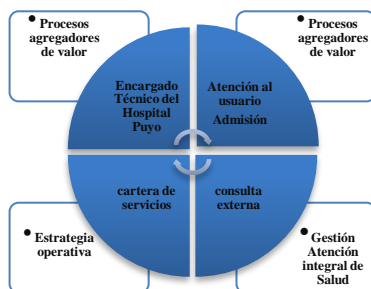 • Procesos
agregadores
de valor
• Procesos
agregadores
de valor
Encargado
Técnico del
Hospital
Puyo
Atención al
usuario
Admisión
cartera de
servicios
consulta
externa
• Estrategia
operativa
• Gestión
Atención
integral de
Salud